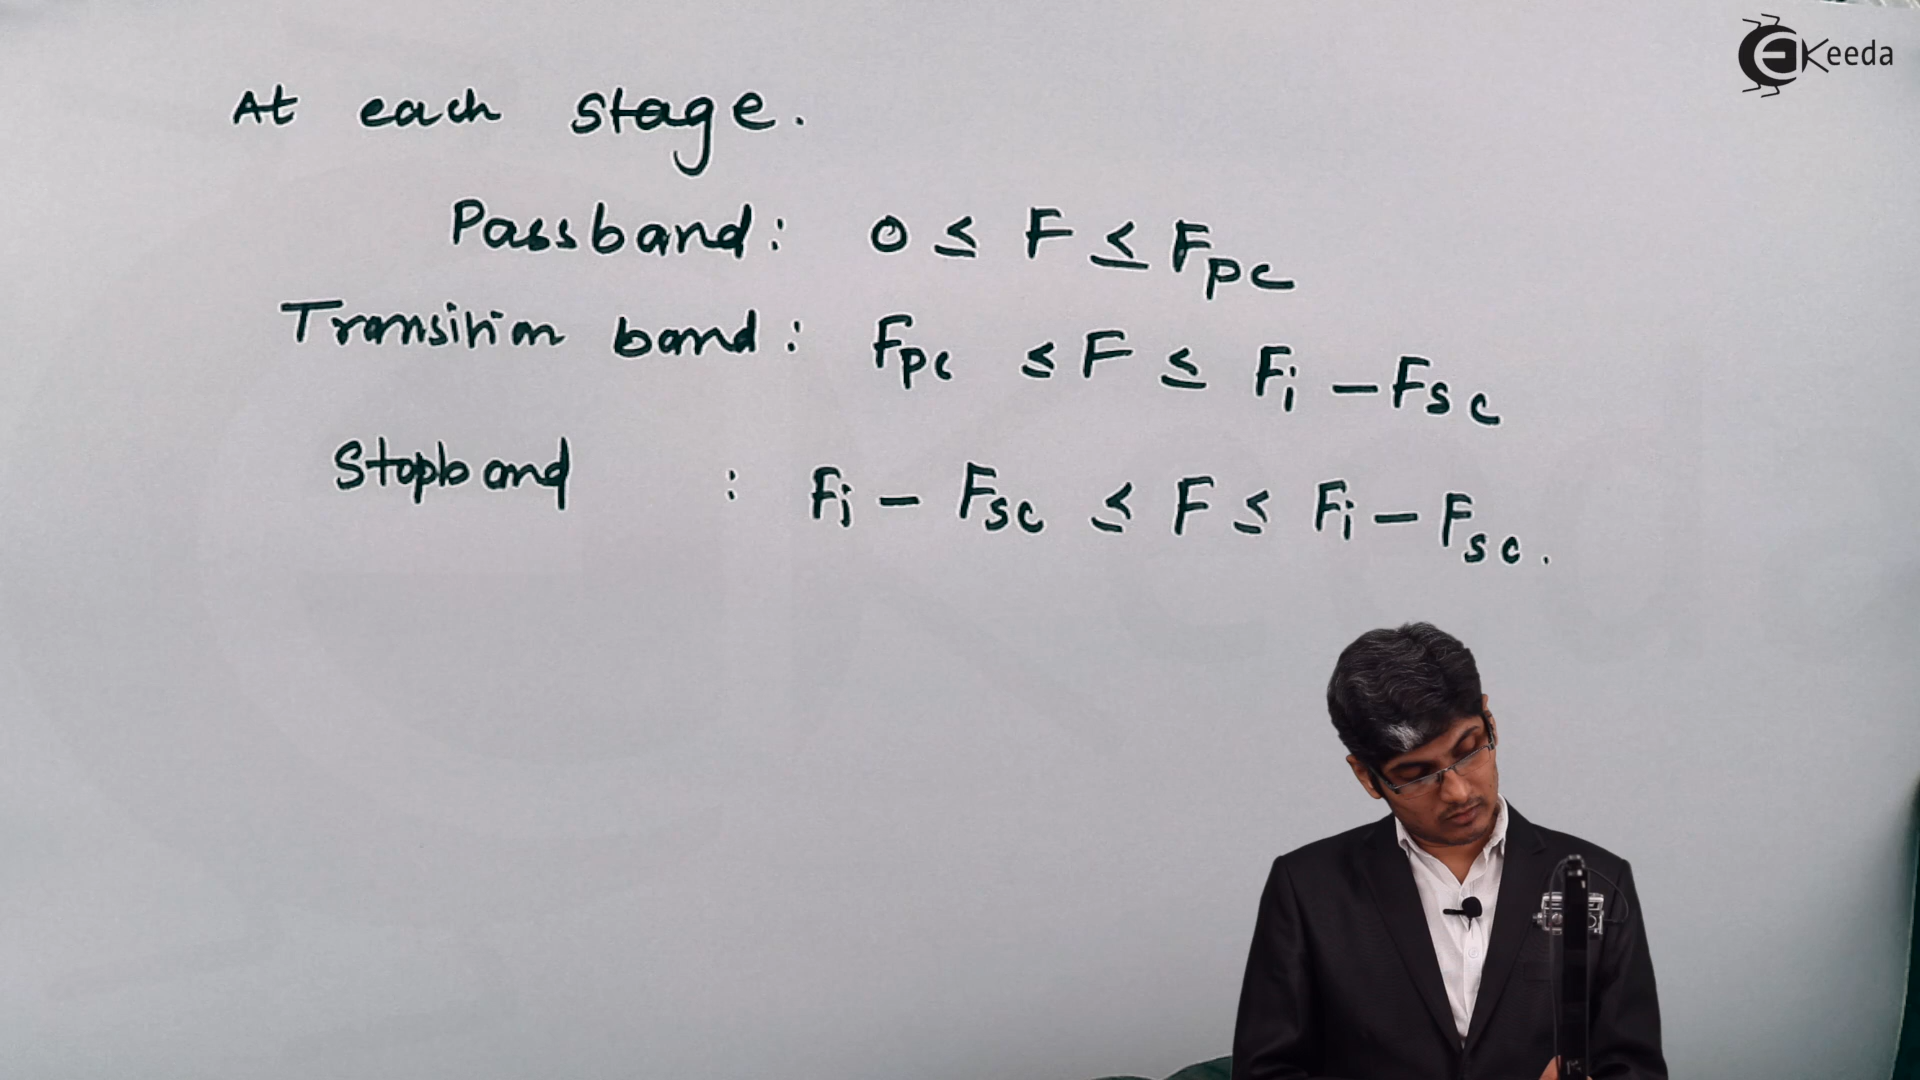 EKeeda
At each stage.
Passband: 0 ≤ F ≤ Fpc
Transition band: Fpc ≤ F ≤ Fi − Fsc
Stopband : Fi − Fsc ≤ F ≤ Fi − Fsc.